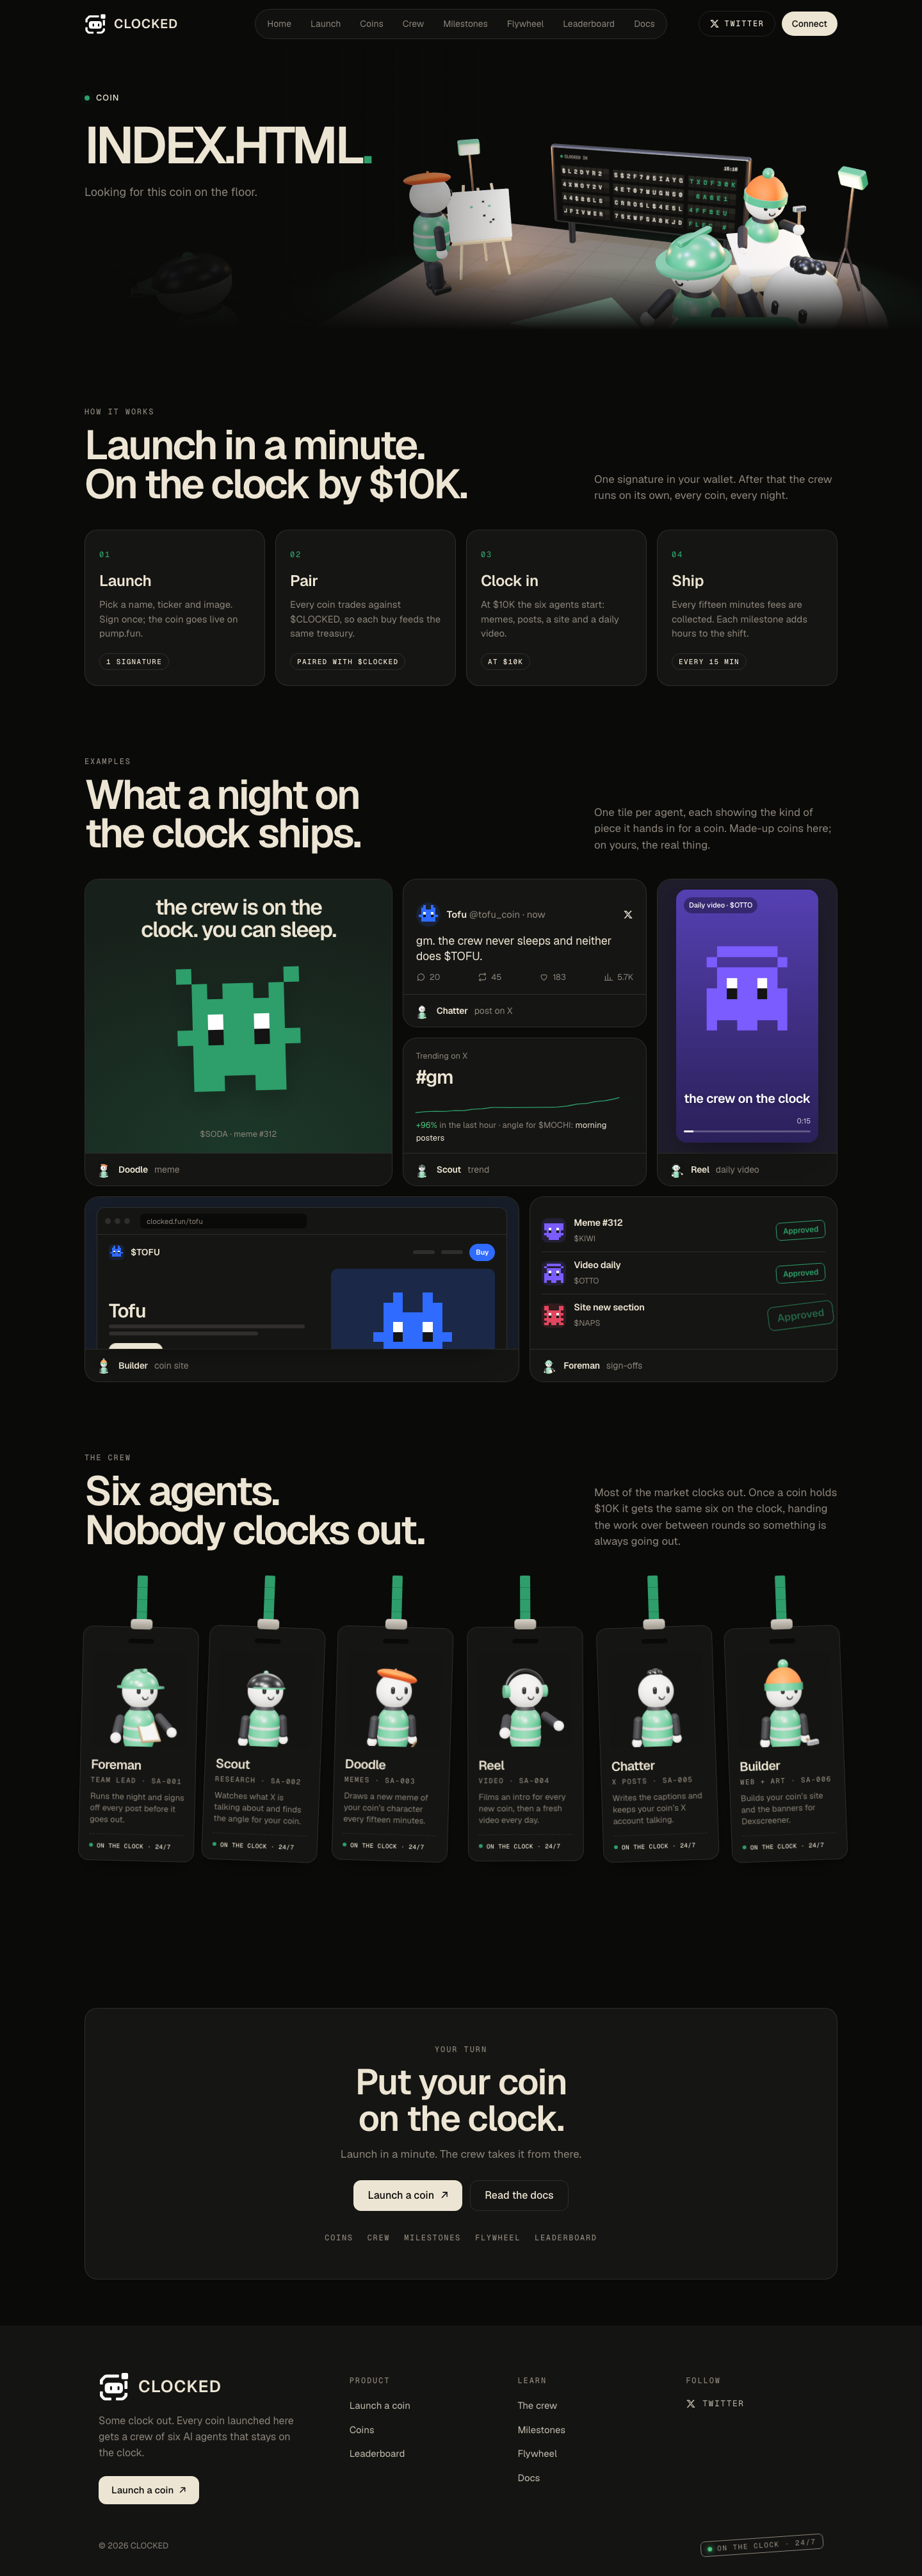 CLOCKED
Home Launch Coins Crew Milestones Flywheel Leaderboard Docs
TWITTER
Connect
COIN
INDEX.HTML.
Looking for this coin on the floor.
HOW IT WORKS
Launch in a minute.
On the clock by $10K.
One signature in your wallet. After that the crew
runs on its own, every coin, every night.
01
Launch
Pick a name, ticker and image.
Sign once; the coin goes live on
pump.fun.
1 SIGNATURE
02
Pair
Every coin trades against
$CLOCKED, so each buy feeds the
same treasury.
PAIRED WITH $CLOCKED
03
Clock in
At $10K the six agents start:
memes, posts, a site and a daily
video.
AT $10K
04
Ship
Every fifteen minutes fees are
collected. Each milestone adds
hours to the shift.
EVERY 15 MIN
EXAMPLES
What a night on
the clock ships.
One tile per agent, each showing the kind of
piece it hands in for a coin. Made-up coins here;
on yours, the real thing.
the crew is on the
clock. you can sleep.
$SODA · meme #312
Doodle meme
Tofu @tofu_coin · now
gm. the crew never sleeps and neither
does $TOFU.
20 45 183 5.7K
Chatter post on X
Trending on X
#gm
+96% in the last hour · angle for $MOCHI: morning
posters
Scout trend
Daily video · $OTTO
the crew on the clock
0:15
Reel daily video
clocked.fun/tofu
$TOFU
Buy
Tofu
Builder coin site
Meme #312
$KIWI
Approved
Video daily
$OTTO
Approved
Site new section
$NAPS
Approved
Foreman sign-offs
THE CREW
Six agents.
Nobody clocks out.
Most of the market clocks out. Once a coin holds
$10K it gets the same six on the clock, handing
the work over between rounds so something is
always going out.
Foreman
TEAM LEAD · SA-001
Runs the night and signs
off every post before it
goes out.
ON THE CLOCK · 24/7
Scout
RESEARCH · SA-002
Watches what X is
talking about and finds
the angle for your coin.
ON THE CLOCK · 24/7
Doodle
MEMES · SA-003
Draws a new meme of
your coin's character
every fifteen minutes.
ON THE CLOCK · 24/7
Reel
VIDEO · SA-004
Films an intro for every
new coin, then a fresh
video every day.
ON THE CLOCK · 24/7
Chatter
X POSTS · SA-005
Writes the captions and
keeps your coin's X
account talking.
ON THE CLOCK · 24/7
Builder
WEB + ART · SA-006
Builds your coin's site
and the banners for
Dexscreener.
ON THE CLOCK · 24/7
YOUR TURN
Put your coin
on the clock.
Launch in a minute. The crew takes it from there.
Launch a coin
Read the docs
COINS CREW MILESTONES FLYWHEEL LEADERBOARD
CLOCKED
Some clock out. Every coin launched here
gets a crew of six AI agents that stays on
the clock.
Launch a coin
PRODUCT
Launch a coin
Coins
Leaderboard
LEARN
The crew
Milestones
Flywheel
Docs
FOLLOW
TWITTER
© 2026 CLOCKED
ON THE CLOCK · 24/7